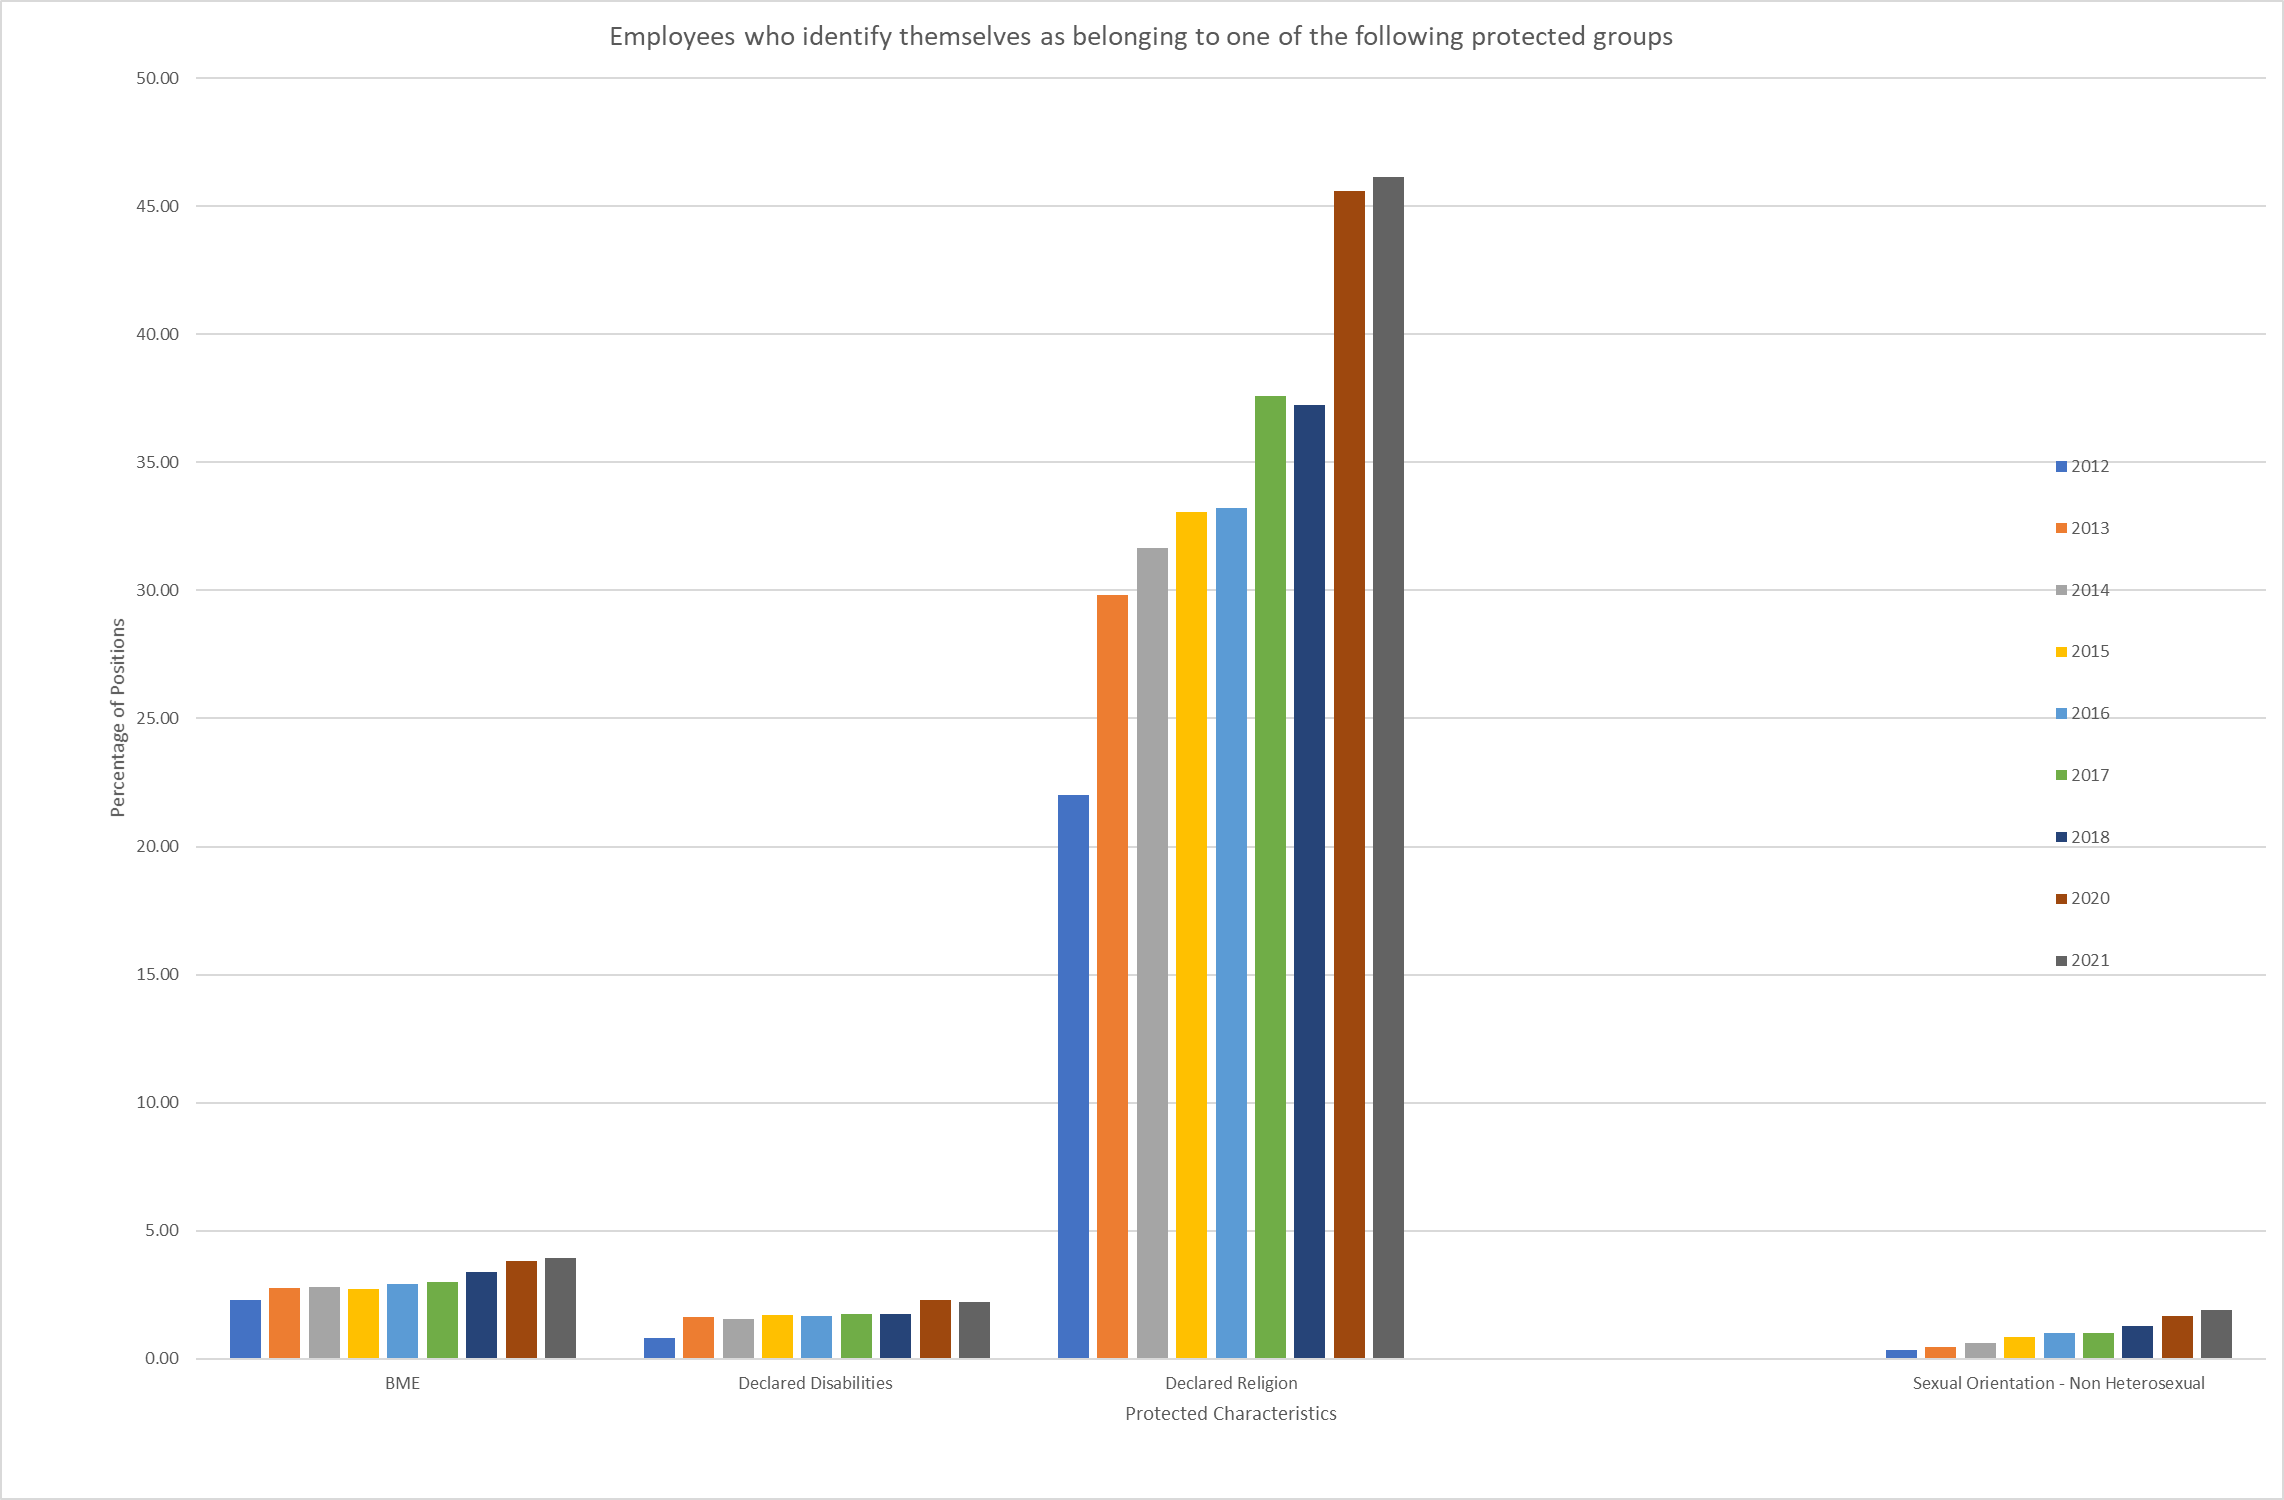 Employees who identify themselves as belonging to one of the following protected groups
50.00
45.00
40.00
35.00
30.00
25.00
20.00
15.00
10.00
5.00
0.00
Percentage of Positions
2012
2013
2014
2015
2016
2017
2018
2020
2021
BME
Declared Disabilities
Declared Religion
Sexual Orientation - Non Heterosexual
Protected Characteristics